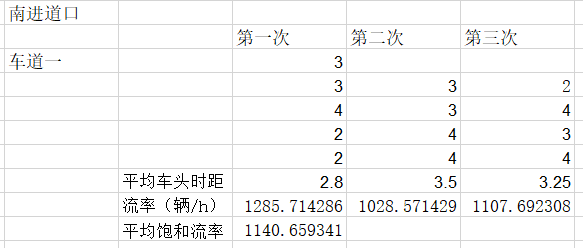 南进道口
第一次 第二次 第三次
车道一 3
3 3 2
4 3 4
2 4 3
2 4 4
平均车头时距 2.8 3.5 3.25
流率（辆/h） 1285.714286 1028.571429 1107.692308
平均饱和流率 1140.659341